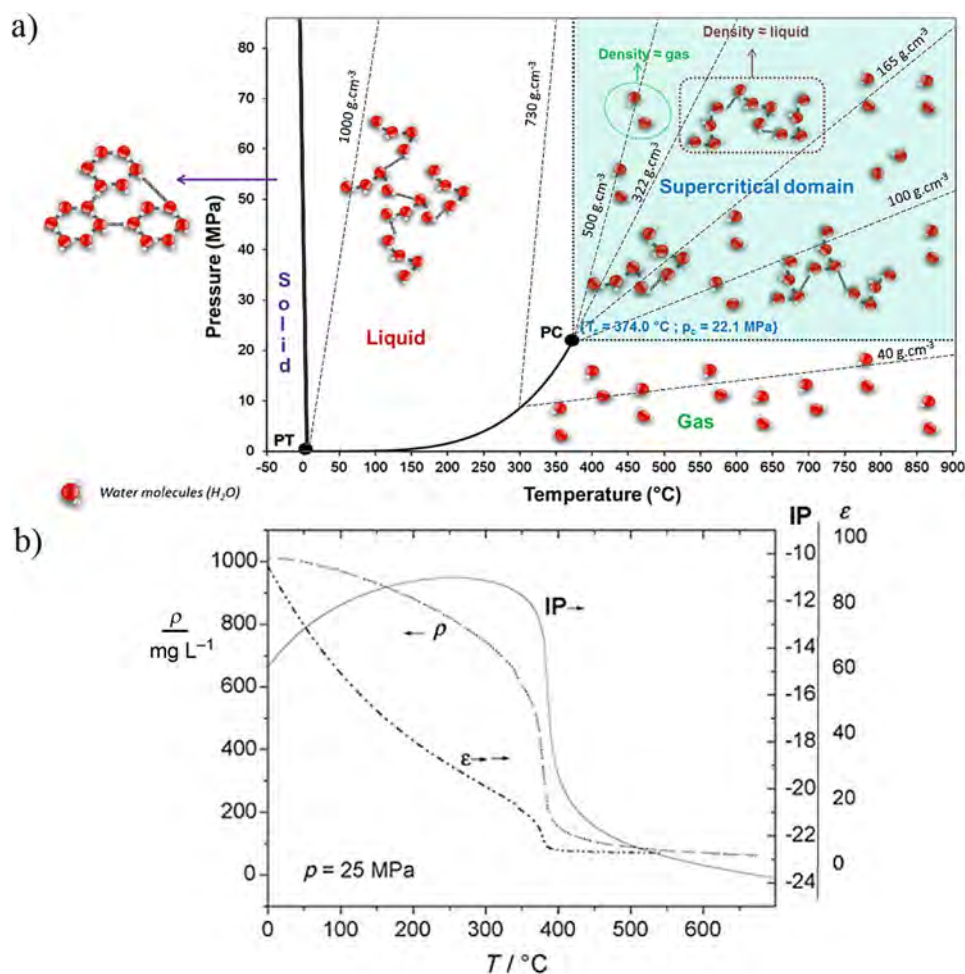 a)
Density = gas
Density = liquid
1000 g.cm-3
730 g.cm-3
500 g.cm-3
322 g.cm-3
165 g.cm-3
100 g.cm-3
40 g.cm-3
Supercritical domain
Solid
Liquid
Gas
PC
(Tc = 374.0 °C ; pc = 22.1 MPa)
PT
Pressure (MPa)
80
70
60
50
40
30
20
10
0
-50 0 50 100 150 200 250 300 350 400 450 500 550 600 650 700 750 800 850 900
Temperature (°C)
Water molecules (H2O)
b)
ρ
mg L–1
1000
800
600
400
200
0
IP
-10
-12
-14
-16
-18
-20
-22
-24
ε
100
80
60
40
20
0
IP
ρ
ε
p = 25 MPa
0 100 200 300 400 500 600
T / °C